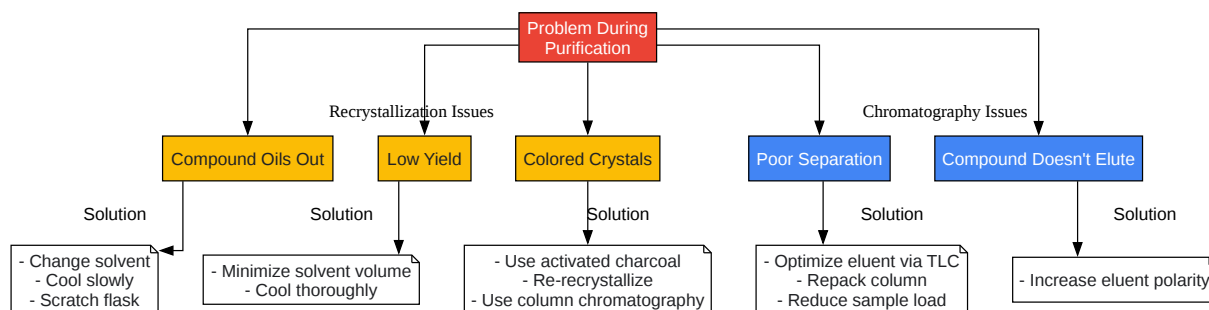 Problem During
Purification
Recrystallization Issues
Chromatography Issues
Compound Oils Out
Low Yield
Colored Crystals
Poor Separation
Compound Doesn't Elute
Solution
Solution
Solution
Solution
Solution
- Change solvent
- Cool slowly
- Scratch flask
- Minimize solvent volume
- Cool thoroughly
- Use activated charcoal
- Re-recrystallize
- Use column chromatography
- Optimize eluent via TLC
- Repack column
- Reduce sample load
- Increase eluent polarity